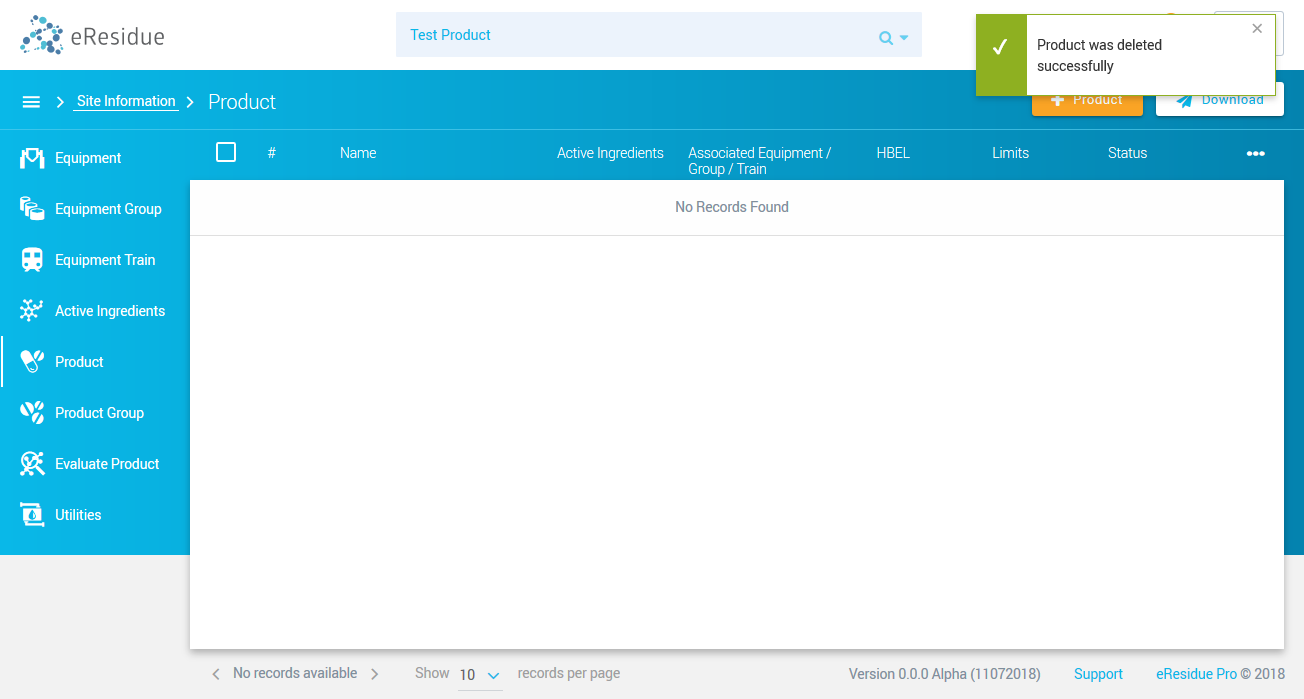 eResidue
Test Product
Product was deleted
successfully
Site Information
Product
Product
Download
Equipment
Equipment Group
Equipment Train
Active Ingredients
Product
Product Group
Evaluate Product
Utilities
#
Name
Active Ingredients
Associated Equipment /
Group / Train
HBEL
Limits
Status
No Records Found
No records available
Show
10
records per page
Version 0.0.0 Alpha (11072018)
Support
eResidue Pro © 2018